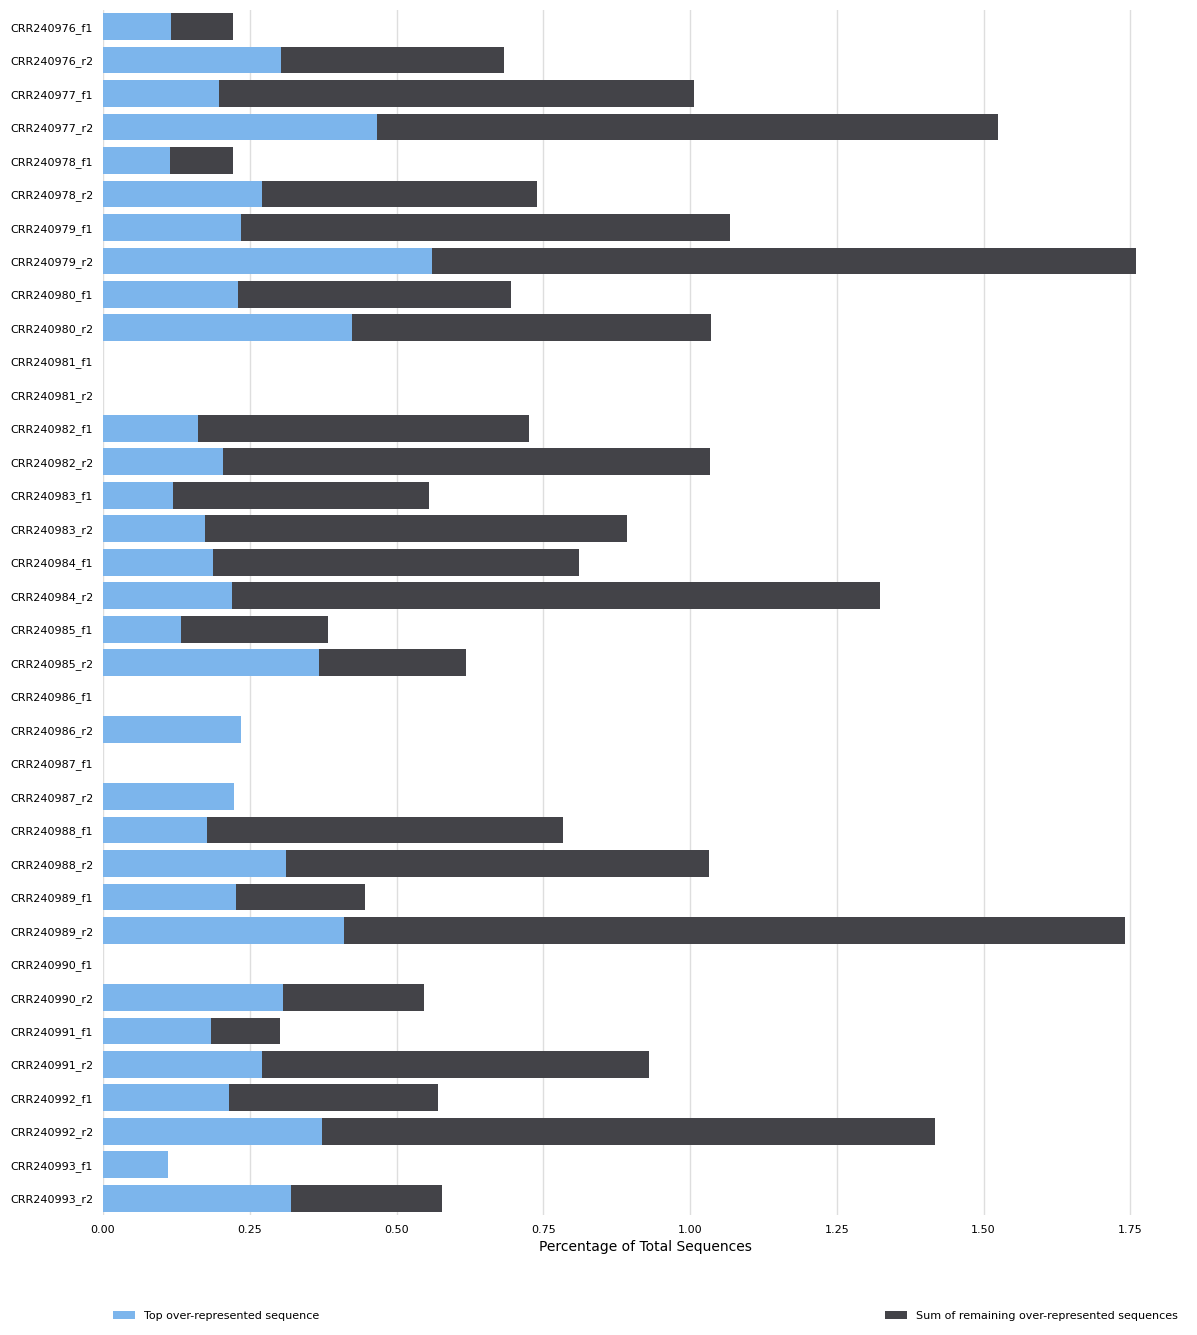 CRR240976_f1
CRR240976_r2
CRR240977_f1
CRR240977_r2
CRR240978_f1
CRR240978_r2
CRR240979_f1
CRR240979_r2
CRR240980_f1
CRR240980_r2
CRR240981_f1
CRR240981_r2
CRR240982_f1
CRR240982_r2
CRR240983_f1
CRR240983_r2
CRR240984_f1
CRR240984_r2
CRR240985_f1
CRR240985_r2
CRR240986_f1
CRR240986_r2
CRR240987_f1
CRR240987_r2
CRR240988_f1
CRR240988_r2
CRR240989_f1
CRR240989_r2
CRR240990_f1
CRR240990_r2
CRR240991_f1
CRR240991_r2
CRR240992_f1
CRR240992_r2
CRR240993_f1
CRR240993_r2
0.00 0.25 0.50 0.75 1.00 1.25 1.50 1.75
Percentage of Total Sequences
Top over-represented sequence Sum of remaining over-represented sequences